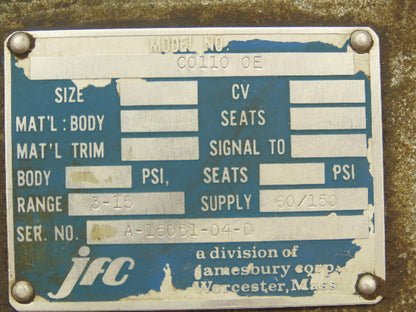 MODEL NO.
C0110 OE
SIZE CV
MAT'L: BODY SEATS
MAT'L TRIM SIGNAL TO
BODY PSI, SEATS PSI
RANGE 3-15 SUPPLY 60/150
SER. NO. A-15051-04-D
jfc a division of
Jamesbury corp.
Worcester, Mass